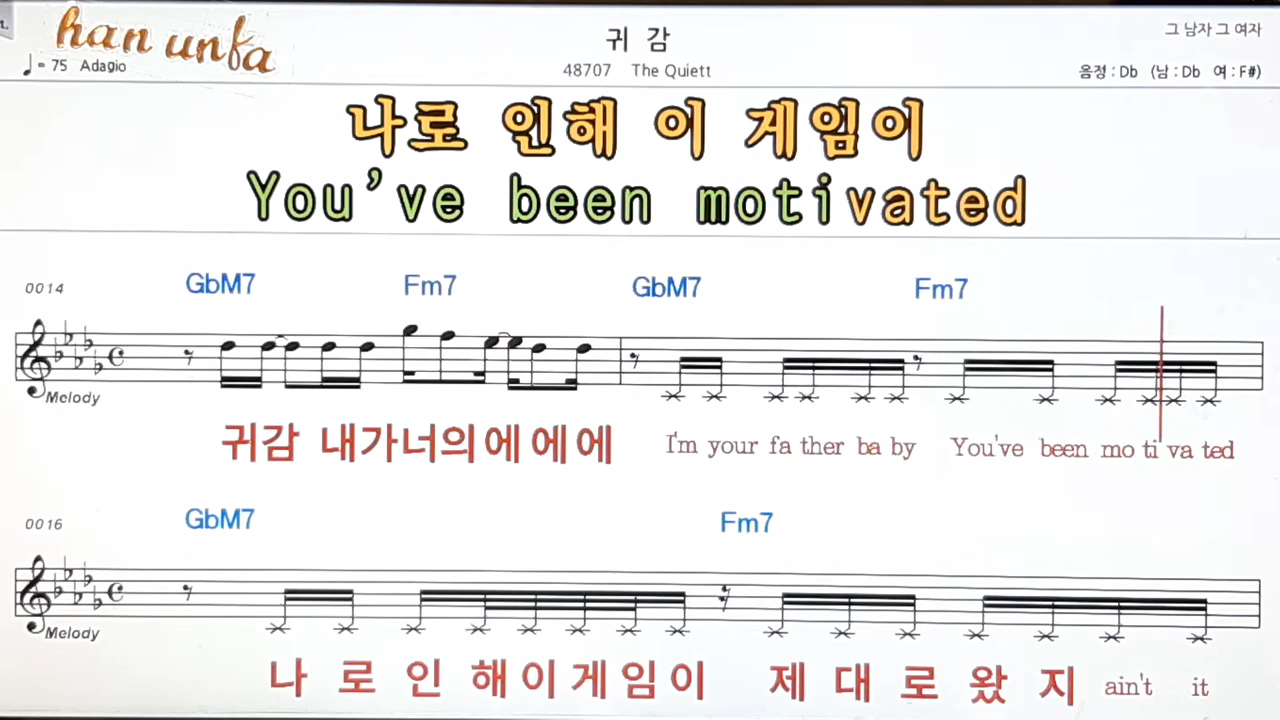 han unfa
귀 감
그 남자 그 여자
♩= 75 Adagio
48707 The Quiett
음정 : Db (남 : Db 여 : F#)
나로 인해 이 게임이
You've been motivated
0014
GbM7 Fm7 GbM7 Fm7
Melody
귀감 내가너의에에에 I'm your fa ther ba by You've been mo ti va ted
0016
GbM7 Fm7
Melody
나 로 인 해이게임이 제 대 로 왔 지 ain't it